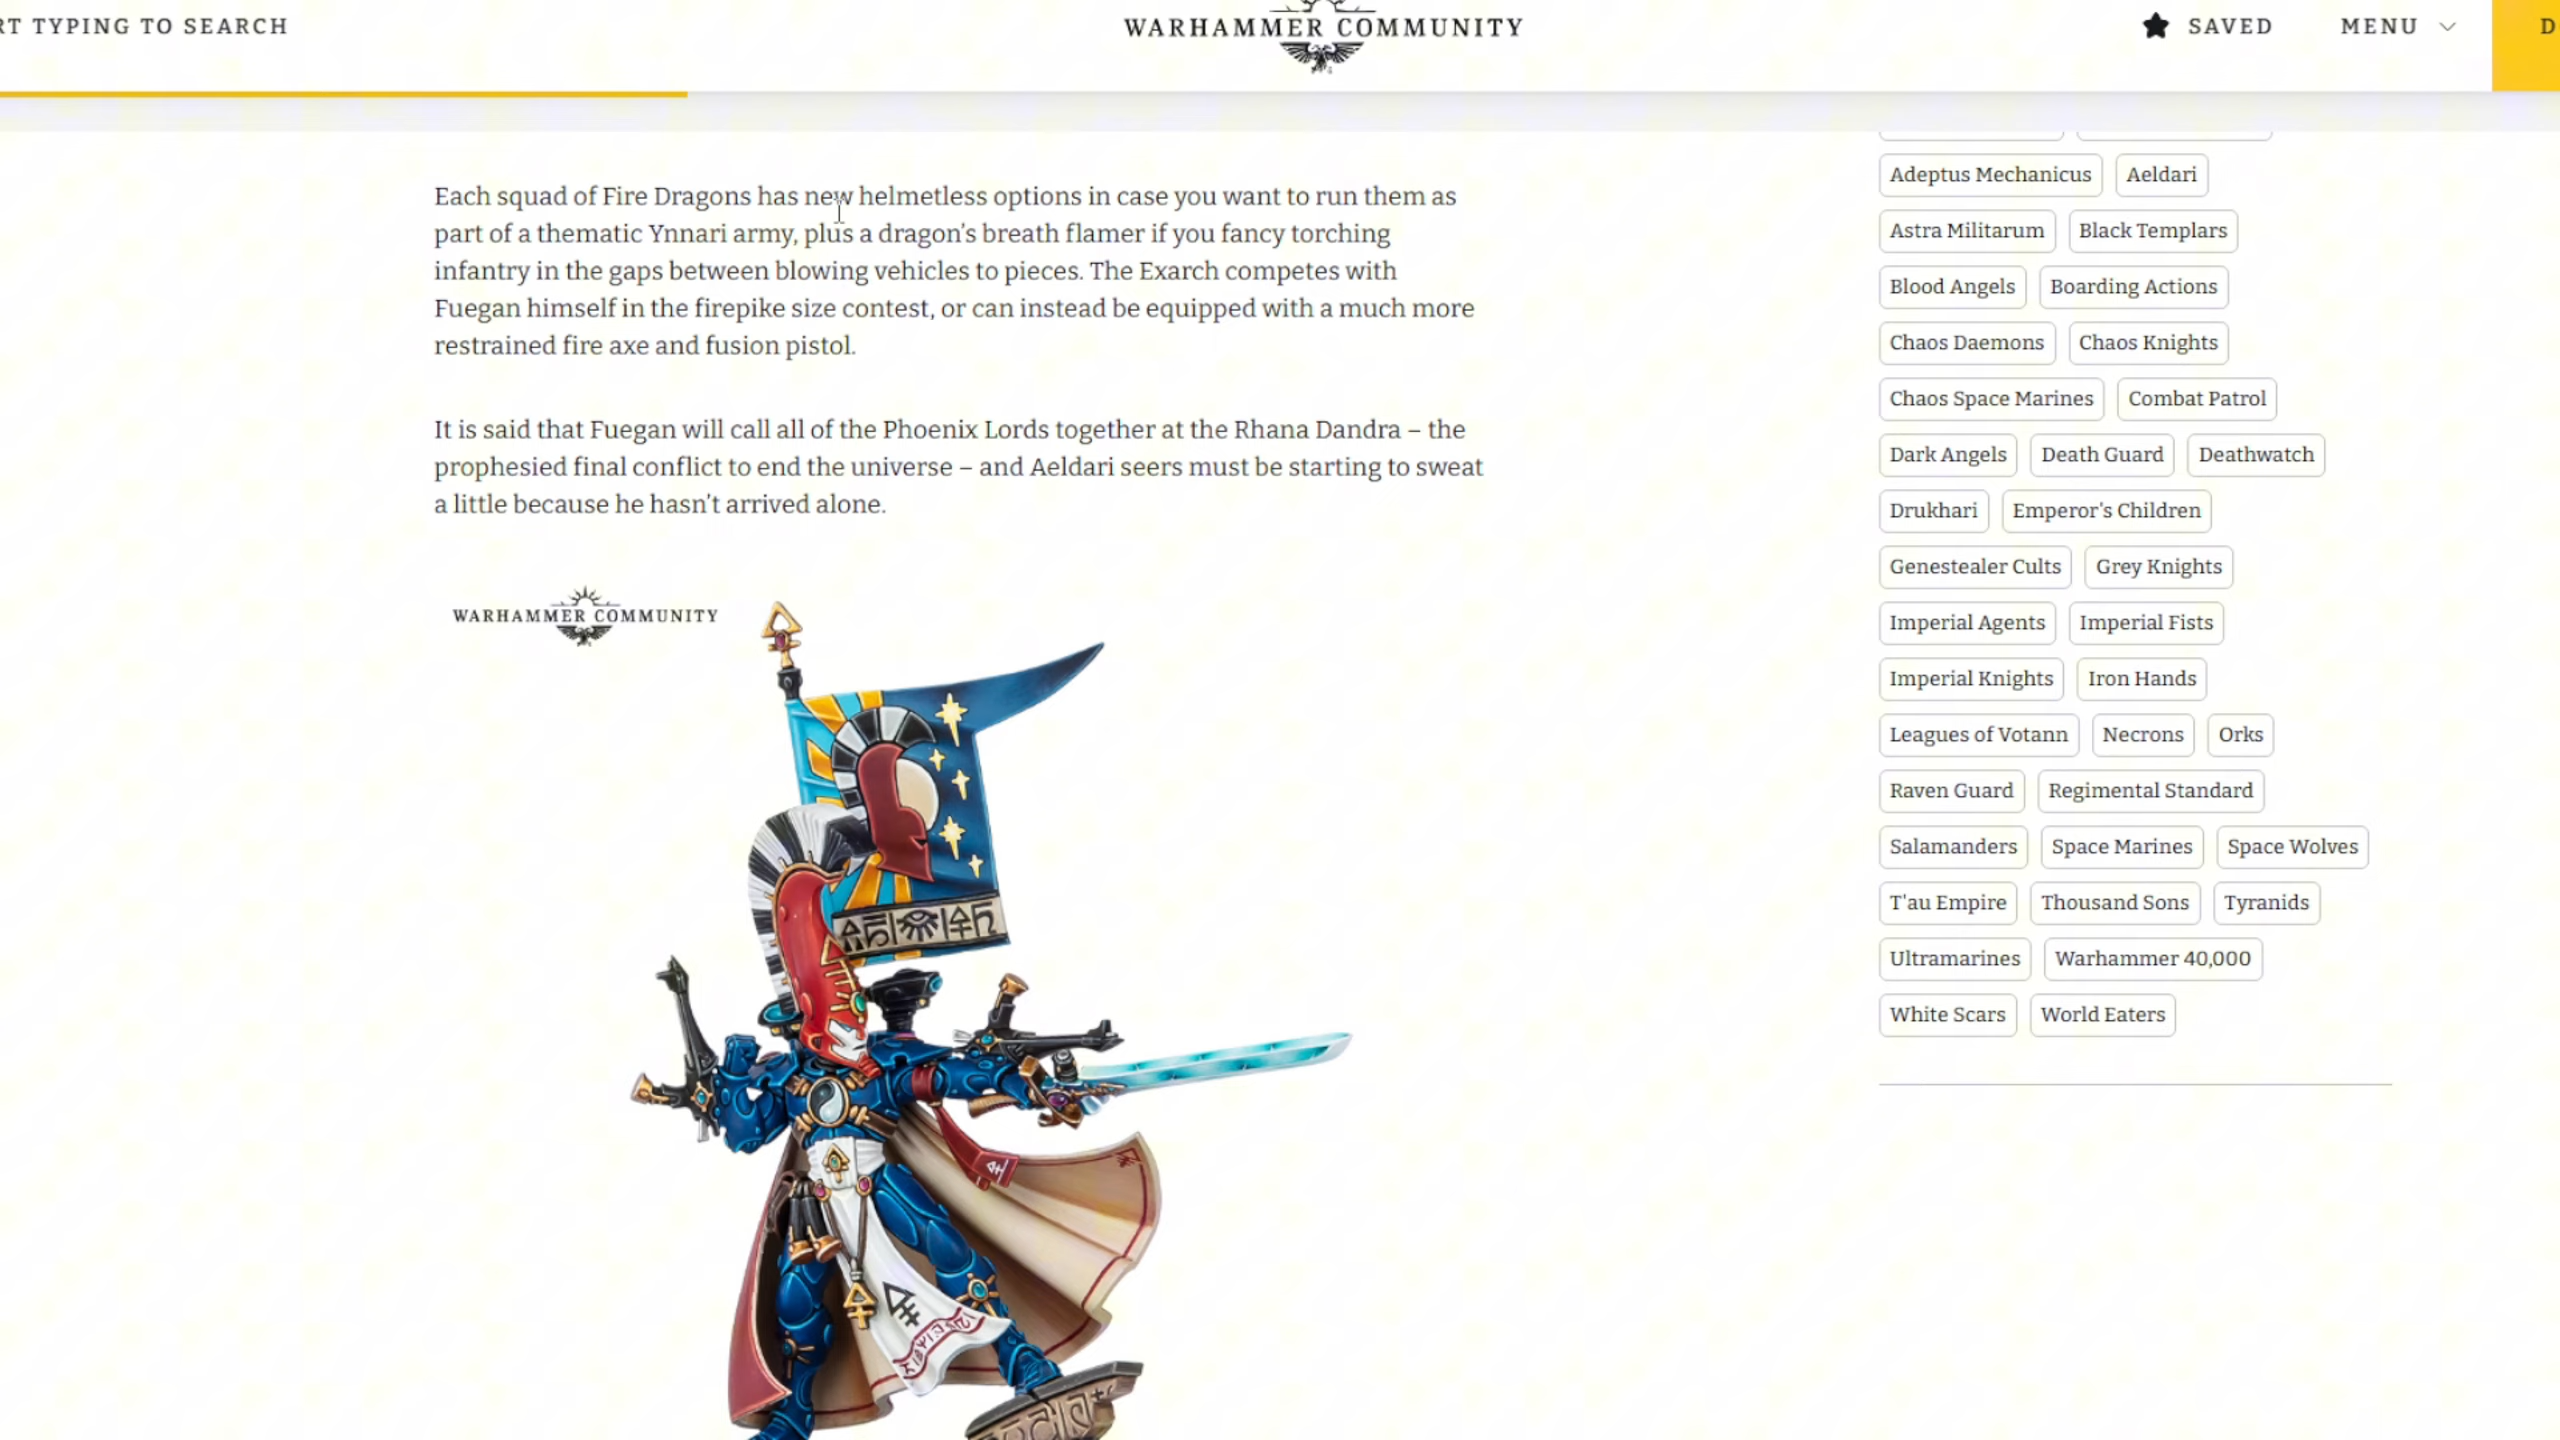 RT TYPING TO SEARCH
WARHAMMER COMMUNITY
SAVED
MENU
D
Each squad of Fire Dragons has new helmetless options in case you want to run them as
part of a thematic Ynnari army, plus a dragon's breath flamer if you fancy torching
infantry in the gaps between blowing vehicles to pieces. The Exarch competes with
Fuegan himself in the firepike size contest, or can instead be equipped with a much more
restrained fire axe and fusion pistol.
It is said that Fuegan will call all of the Phoenix Lords together at the Rhana Dandra – the
prophesied final conflict to end the universe – and Aeldari seers must be starting to sweat
a little because he hasn't arrived alone.
WARHAMMER COMMUNITY
Adeptus Mechanicus Aeldari
Astra Militarum Black Templars
Blood Angels Boarding Actions
Chaos Daemons Chaos Knights
Chaos Space Marines Combat Patrol
Dark Angels Death Guard Deathwatch
Drukhari Emperor's Children
Genestealer Cults Grey Knights
Imperial Agents Imperial Fists
Imperial Knights Iron Hands
Leagues of Votann Necrons Orks
Raven Guard Regimental Standard
Salamanders Space Marines Space Wolves
T'au Empire Thousand Sons Tyranids
Ultramarines Warhammer 40,000
White Scars World Eaters